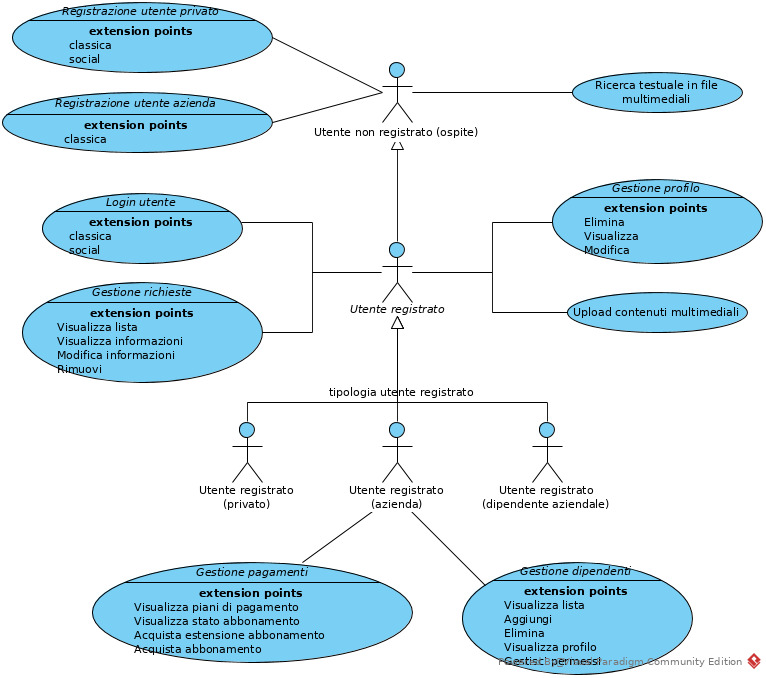 Registrazione utente privato
extension points
classica
social
Registrazione utente azienda
extension points
classica
Utente non registrato (ospite)
Ricerca testuale in file
multimediali
Login utente
extension points
classica
social
Gestione richieste
extension points
Visualizza lista
Visualizza informazioni
Modifica informazioni
Rimuovi
Utente registrato
Gestione profilo
extension points
Elimina
Visualizza
Modifica
Upload contenuti multimediali
tipologia utente registrato
Utente registrato
(privato)
Utente registrato
(azienda)
Utente registrato
(dipendente aziendale)
Gestione pagamenti
extension points
Visualizza piani di pagamento
Visualizza stato abbonamento
Acquista estensione abbonamento
Acquista abbonamento
Gestione dipendenti
extension points
Visualizza lista
Aggiungi
Elimina
Visualizza profilo
Gestisci permessi
Powered By Visual Paradigm Community Edition